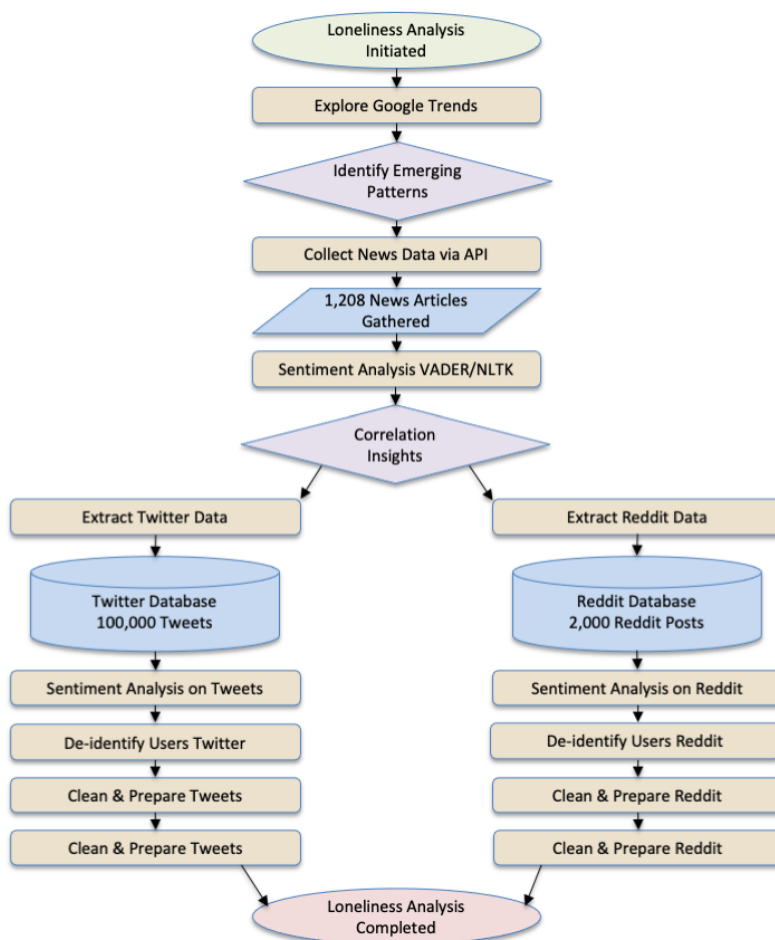 Loneliness Analysis
Initiated
Explore Google Trends
Identify Emerging
Patterns
Collect News Data via API
1,208 News Articles
Gathered
Sentiment Analysis VADER/NLTK
Correlation
Insights
Extract Twitter Data
Extract Reddit Data
Twitter Database
100,000 Tweets
Reddit Database
2,000 Reddit Posts
Sentiment Analysis on Tweets
Sentiment Analysis on Reddit
De-identify Users Twitter
De-identify Users Reddit
Clean & Prepare Tweets
Clean & Prepare Reddit
Clean & Prepare Tweets
Clean & Prepare Reddit
Loneliness Analysis
Completed